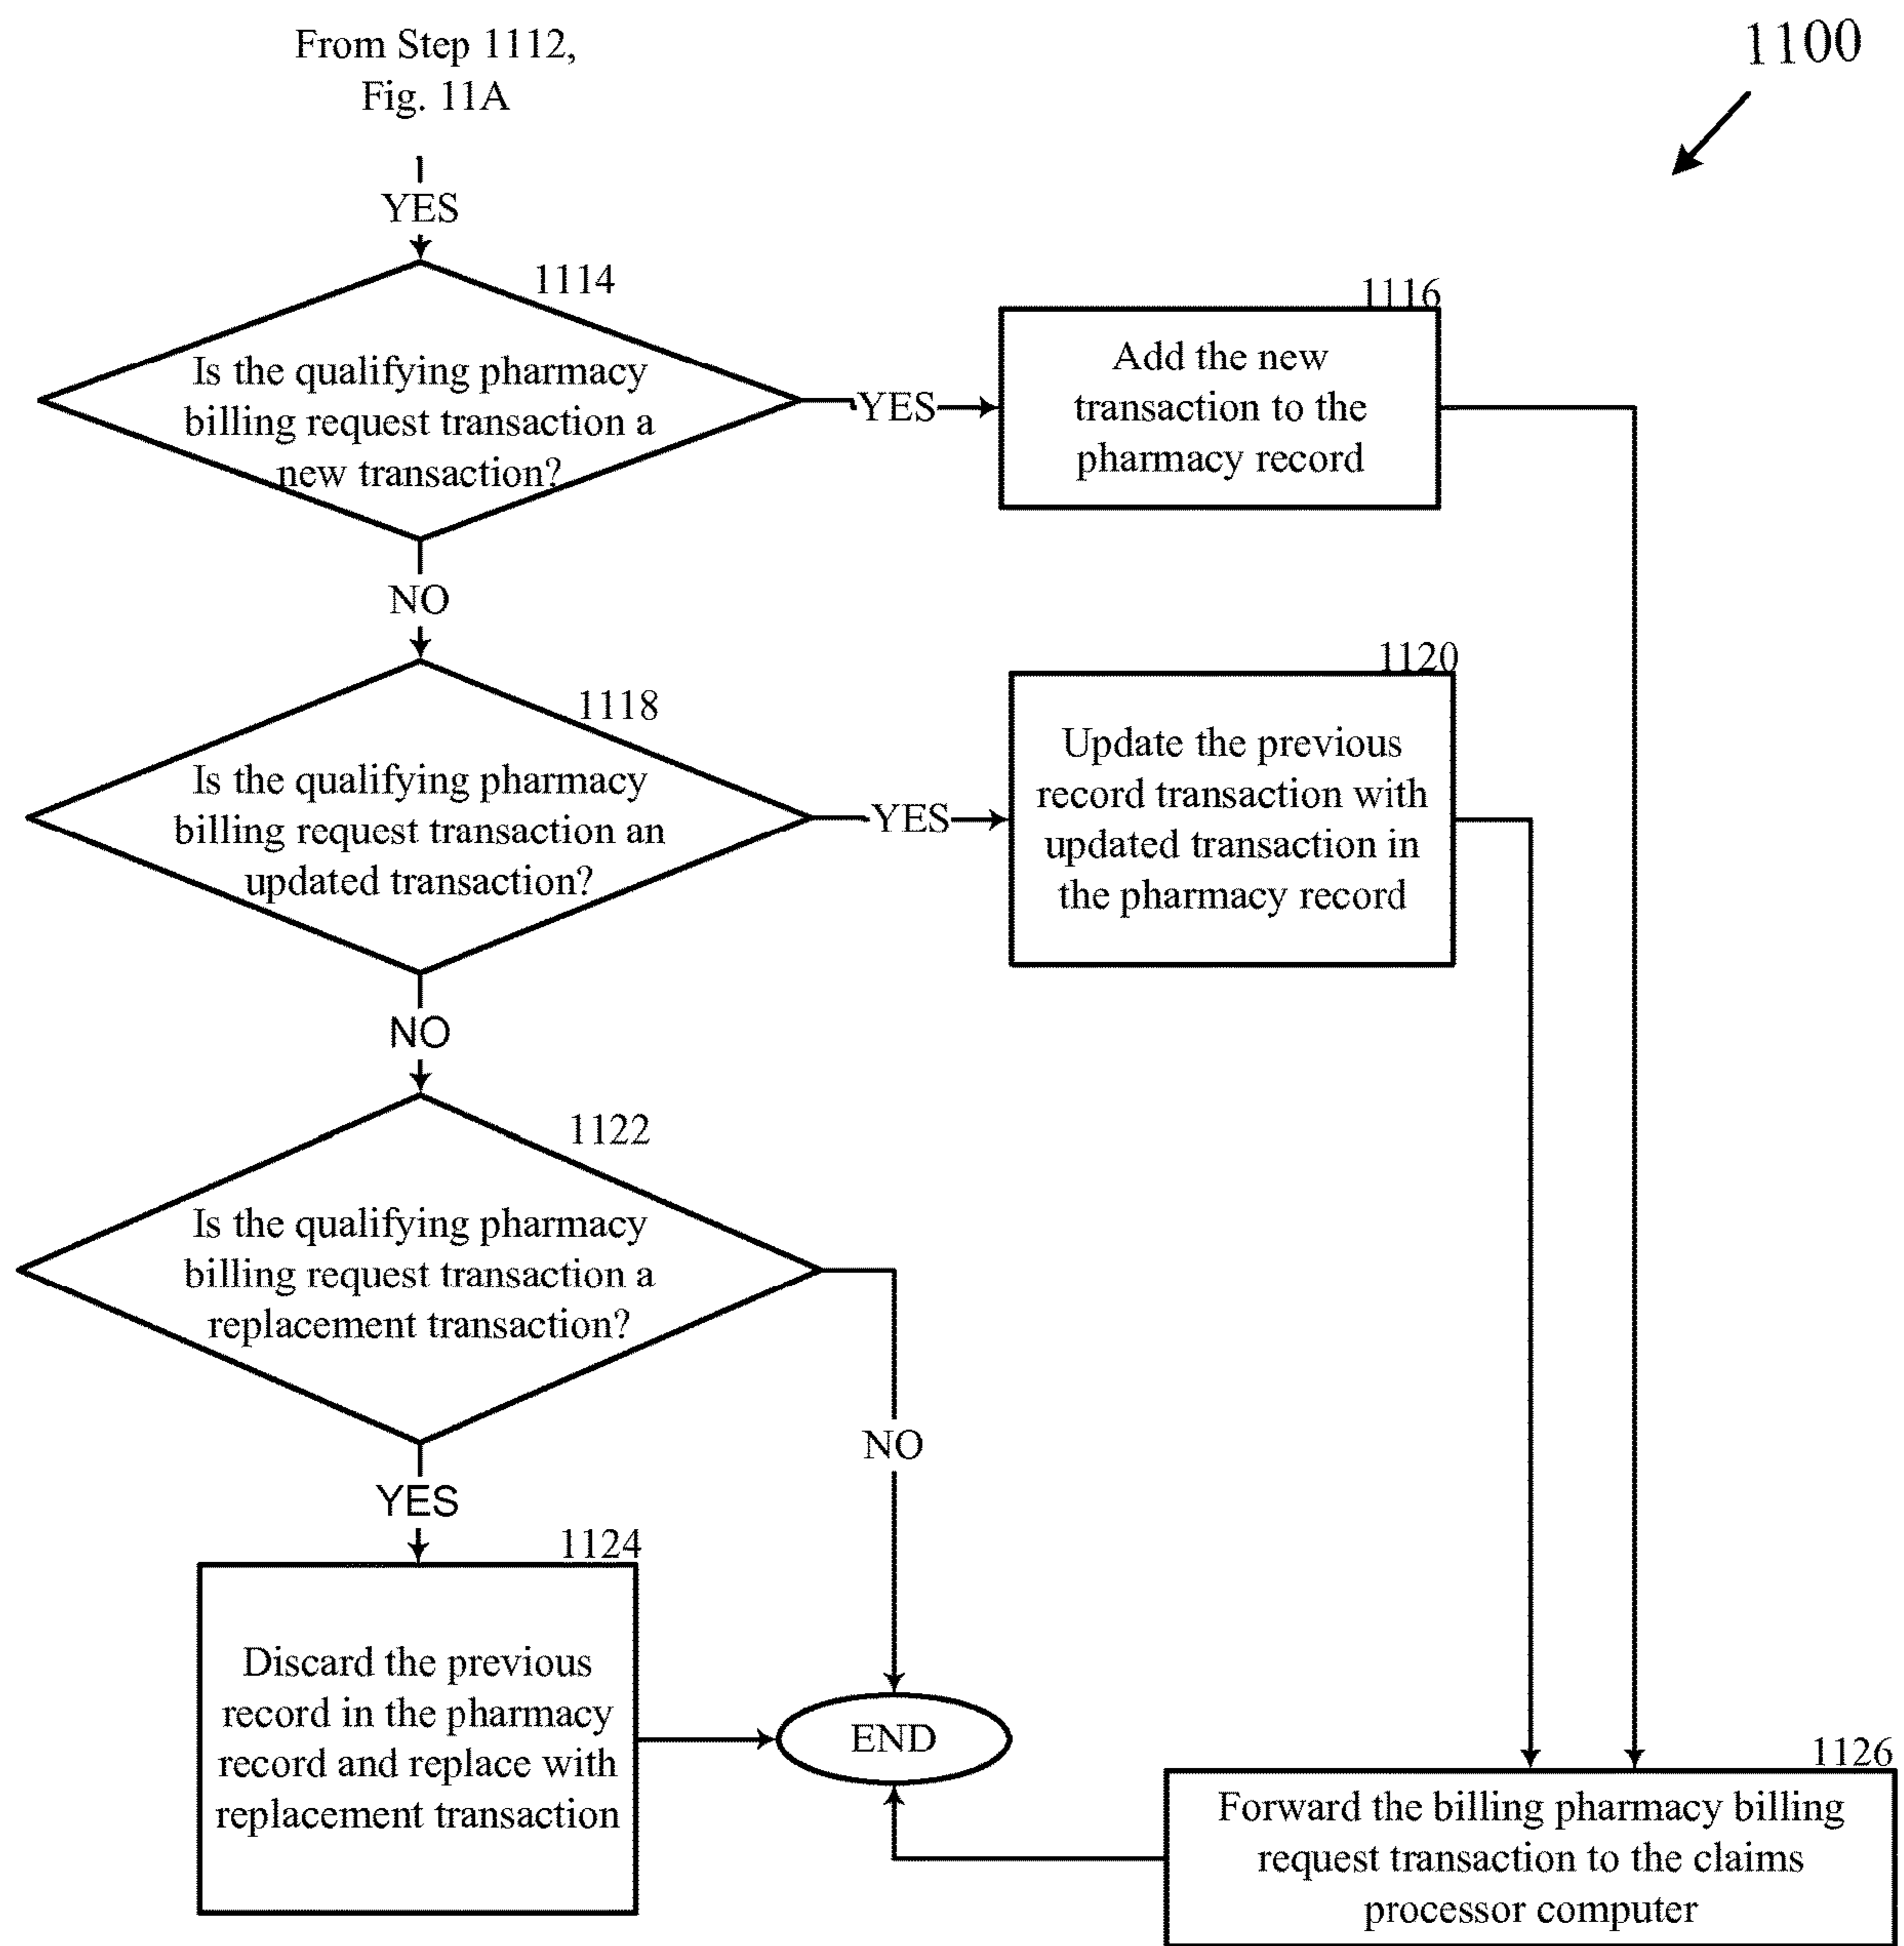 From Step 1112,
Fig. 11A
1100
YES
1114
Is the qualifying pharmacy
billing request transaction a
new transaction?
YES
1116
Add the new
transaction to the
pharmacy record
NO
1118
Is the qualifying pharmacy
billing request transaction an
updated transaction?
YES
1120
Update the previous
record transaction with
updated transaction in
the pharmacy record
NO
1122
Is the qualifying pharmacy
billing request transaction a
replacement transaction?
NO
YES
1124
Discard the previous
record in the pharmacy
record and replace with
replacement transaction
END
1126
Forward the billing pharmacy billing
request transaction to the claims
processor computer